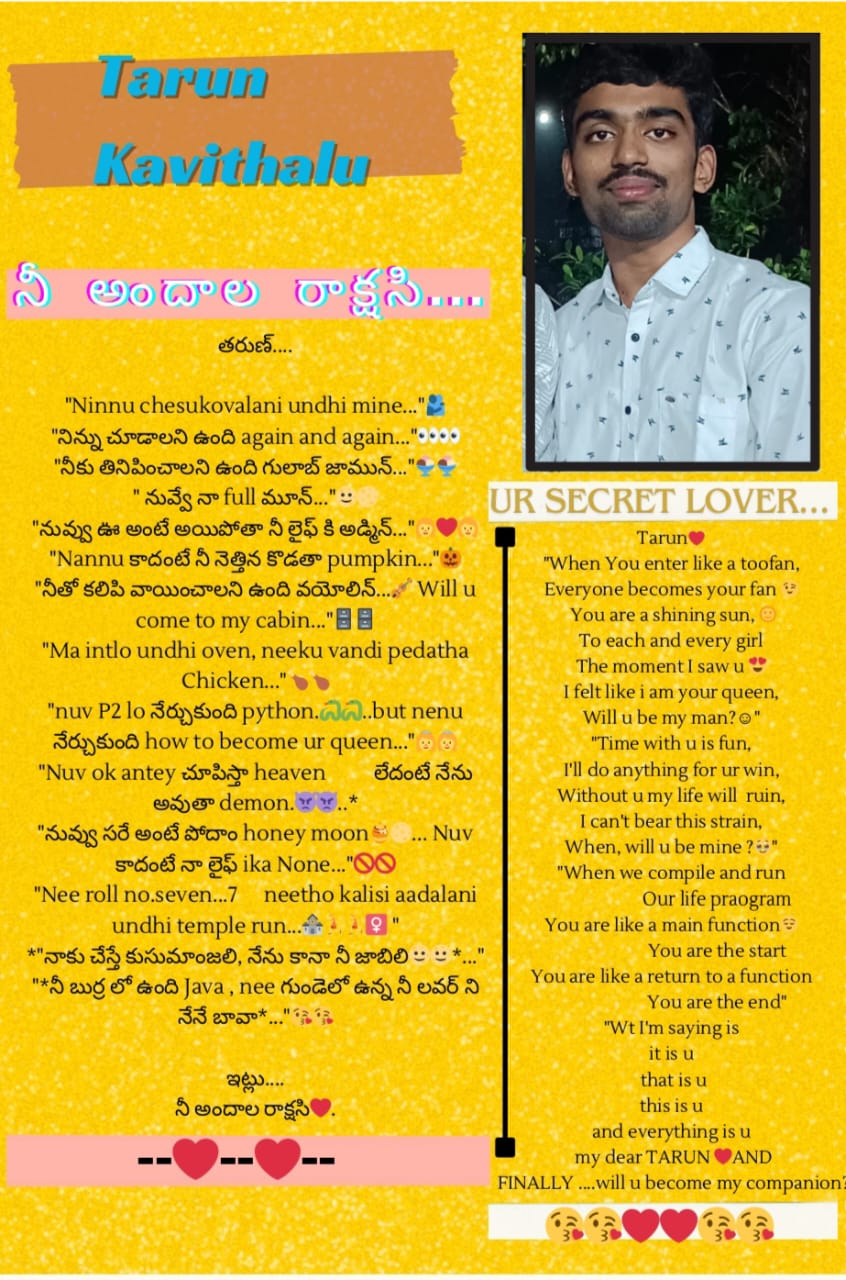 Tarun
Kavithalu
నీ అందాల రాక్షసి....
తరుణ్....
"Ninnu chesukovalani undhi mine..."🫂
"నిన్ను చూడాలని ఉంది again and again..."👀👀
"నీకు తినిపించాలని ఉంది గులాబ్ జామున్..."🍨🍨
" నువ్వే నా full మూన్..."🌝🌕
"నువ్వు ఊ అంటే అయిపోతా నీ లైఫ్ కి అడ్మిన్..."👩❤️👩
"Nannu కాదంటే నీ నెత్తిన కొడతా pumpkin..."🎃
"నీతో కలిపి వాయించాలని ఉంది వయోలిన్...🎻 Will u
come to my cabin..."🗄️🗄️
"Ma intlo undhi oven, neeku vandi pedatha
Chicken..."🍗🍗
"nuv P2 lo నేర్చుకుంది python.🐍🐍..but nenu
నేర్చుకుంది how to become ur queen..."👸👸
"Nuv ok antey చూపిస్తా heaven లేదంటే నేను
అవుతా demon.👿👿..*
"నువ్వు సరే అంటే పోదాం honey moon🍯🌕... Nuv
కాదంటే నా లైఫ్ ika None..."🚫🚫
"Nee roll no.seven...7 neetho kalisi aadalani
undhi temple run...🏰🏃🏃♀️ "
*"నాకు చేస్తే కుసుమాంజలి, నేను కానా నీ జాబిలి🌝🌝*..."
"*నీ బుర్ర లో ఉంది Java , nee గుండెలో ఉన్న నీ లవర్ ని
నేనే బావా*..."😘😘
ఇట్లు....
నీ అందాల రాక్షసి❤️.
--❤️--❤️--
UR SECRET LOVER...
Tarun❤️
"When You enter like a toofan,
Everyone becomes your fan 😉
You are a shining sun, 🌞
To each and every girl
The moment I saw u 😍
I felt like i am your queen,
Will u be my man?☺️"
"Time with u is fun,
I'll do anything for ur win,
Without u my life will ruin,
I can't bear this strain,
When, will u be mine ?🥺"
"When we compile and run
Our life praogram
You are like a main function😌
You are the start
You are like a return to a function
You are the end"
"Wt I'm saying is
it is u
that is u
this is u
and everything is u
my dear TARUN ❤️AND
FINALLY ....will u become my companion?
😘😘❤️❤️😘😘